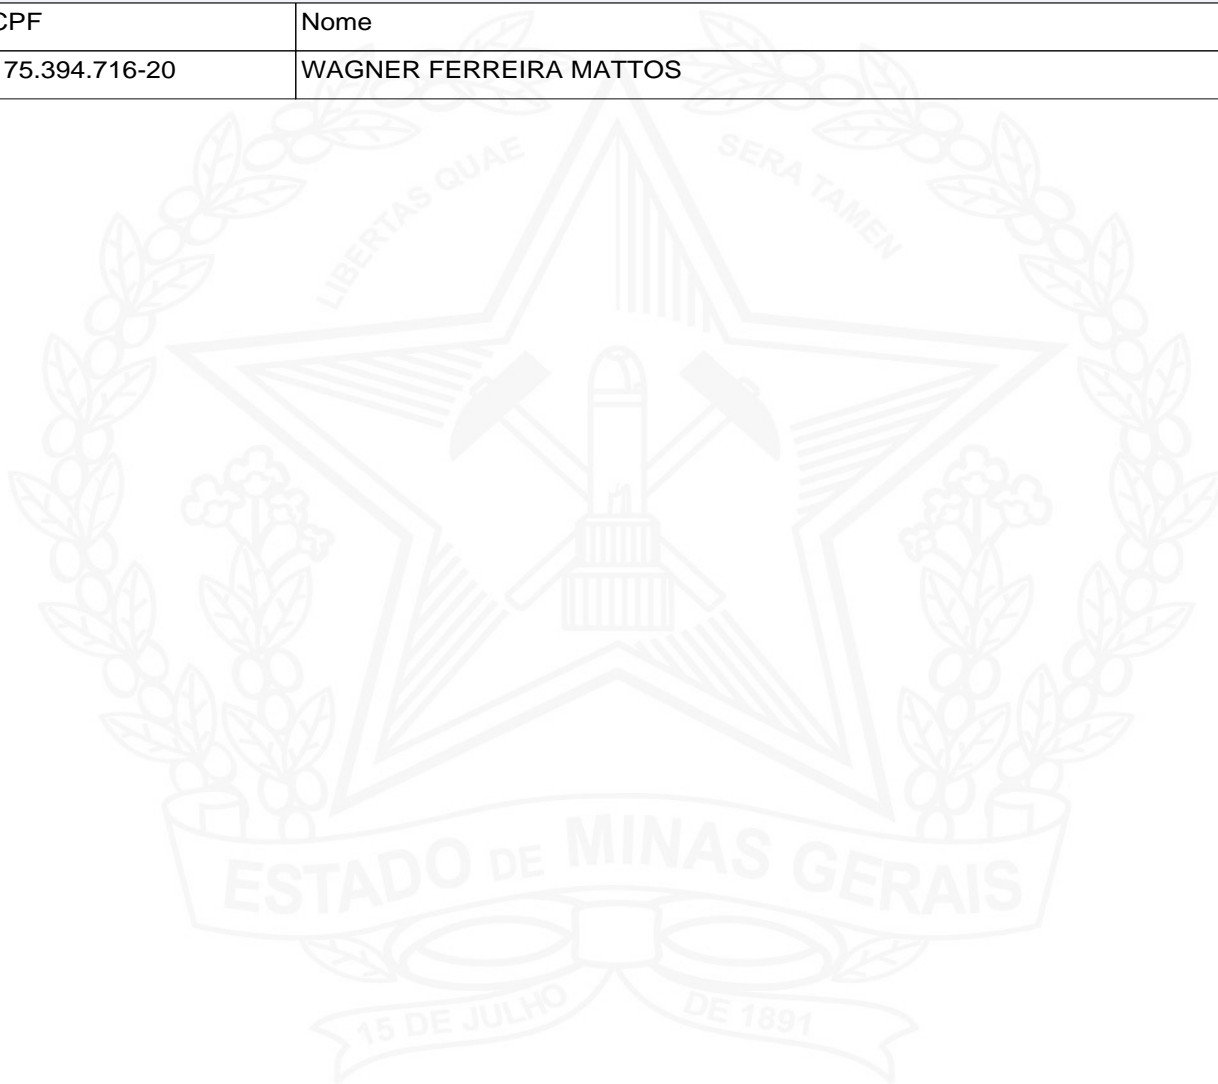 CPF Nome
75.394.716-20 WAGNER FERREIRA MATTOS
LIBERTAS QUAE SERA TAMEN
ESTADO DE MINAS GERAIS
15 DE JULHO DE 1891